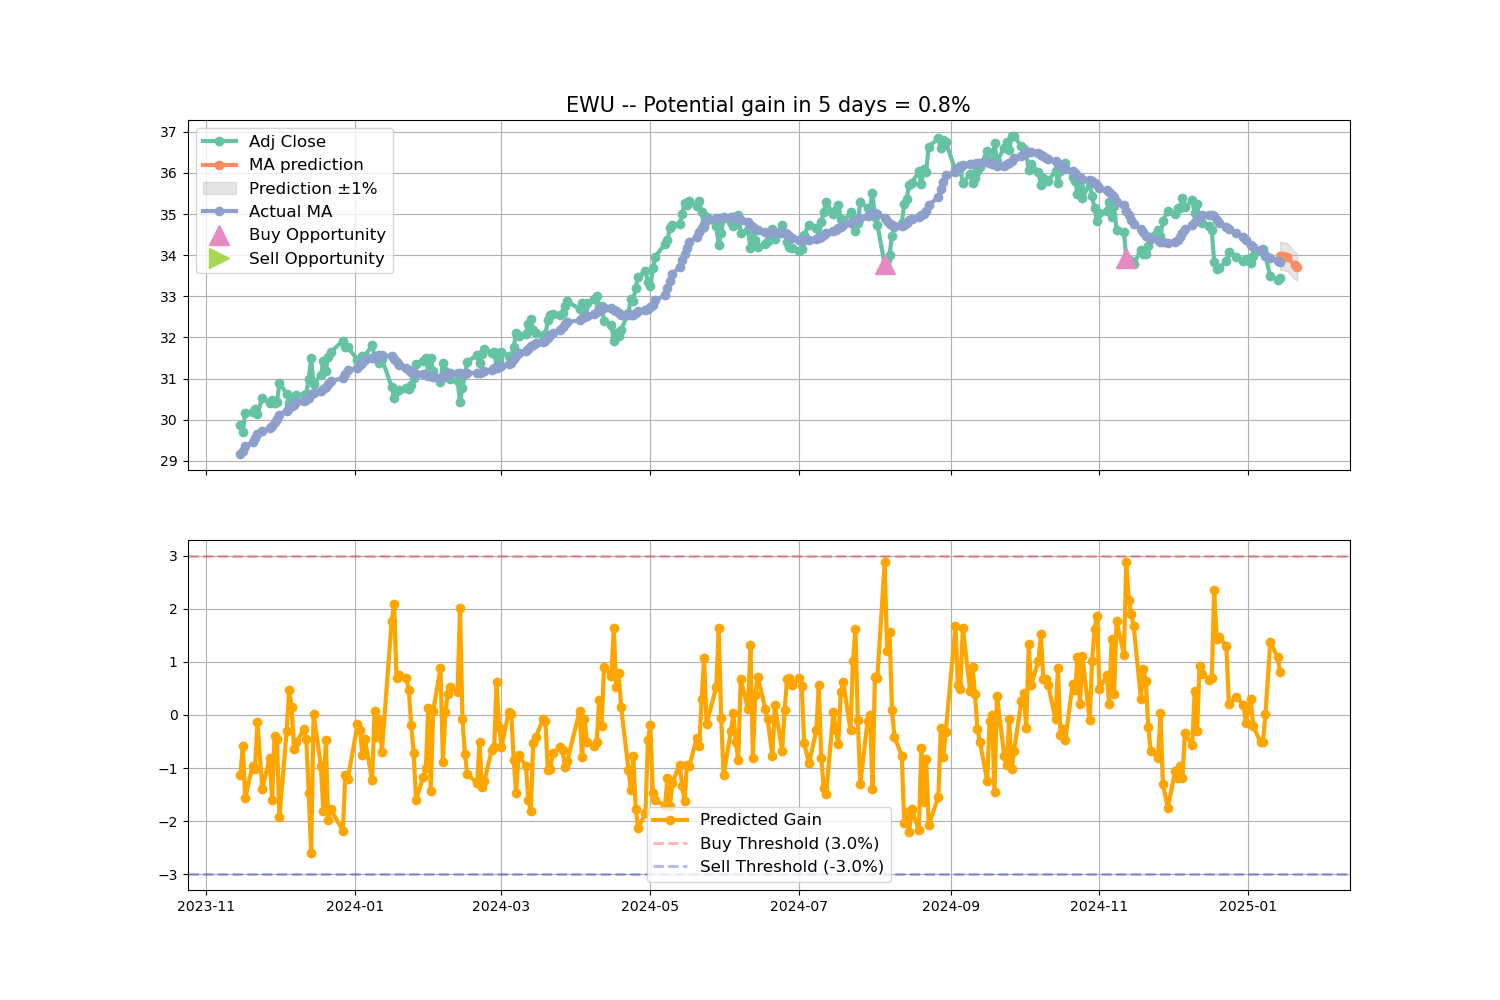 EWU -- Potential gain in 5 days = 0.8%
37
36
35
34
33
32
31
30
29
Adj Close
MA prediction
Prediction ±1%
Actual MA
Buy Opportunity
Sell Opportunity
3
2
1
0
−1
−2
−3
Predicted Gain
Buy Threshold (3.0%)
Sell Threshold (-3.0%)
2023-11
2024-01
2024-03
2024-05
2024-07
2024-09
2024-11
2025-01